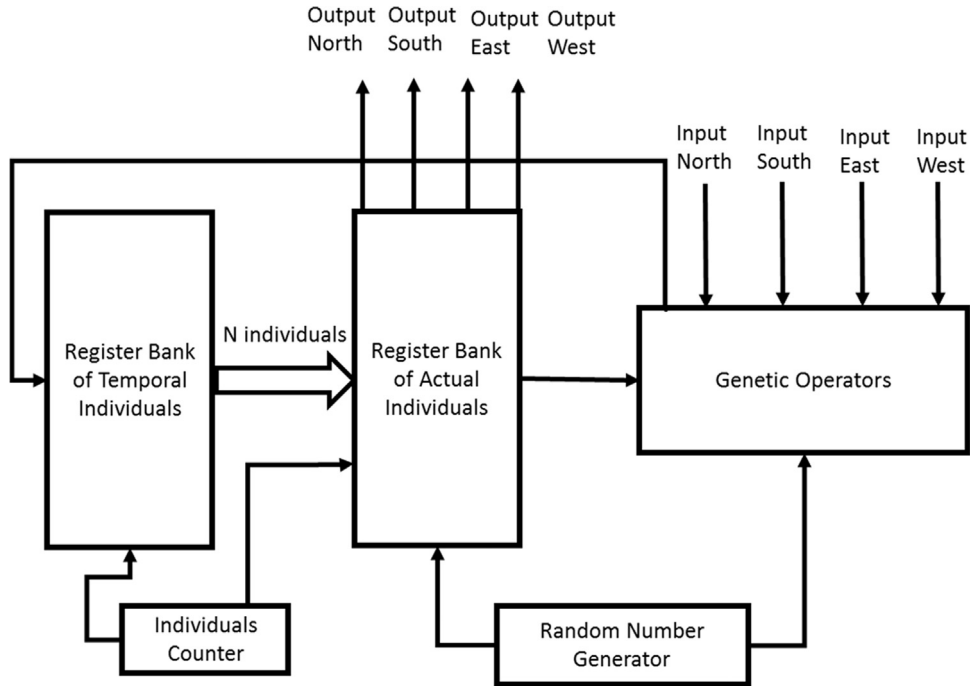 Output North
Output South
Output East
Output West
Input North
Input South
Input East
Input West
N individuals
Register Bank
of Temporal
Individuals
Register Bank
of Actual
Individuals
Genetic Operators
Individuals
Counter
Random Number
Generator